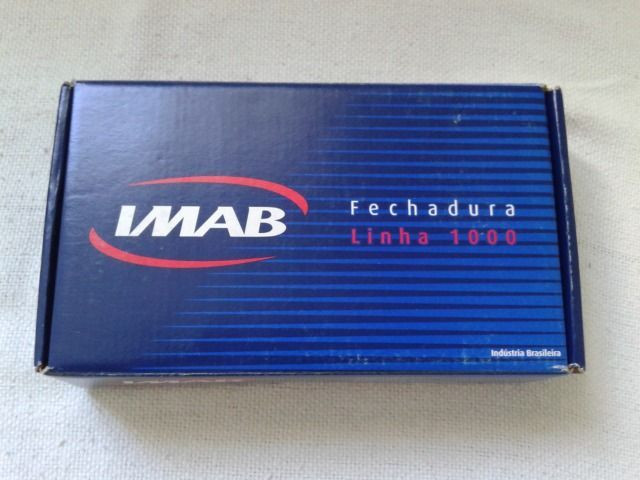 IMAB
Fechadura
Linha 1000
Indústria Brasileira